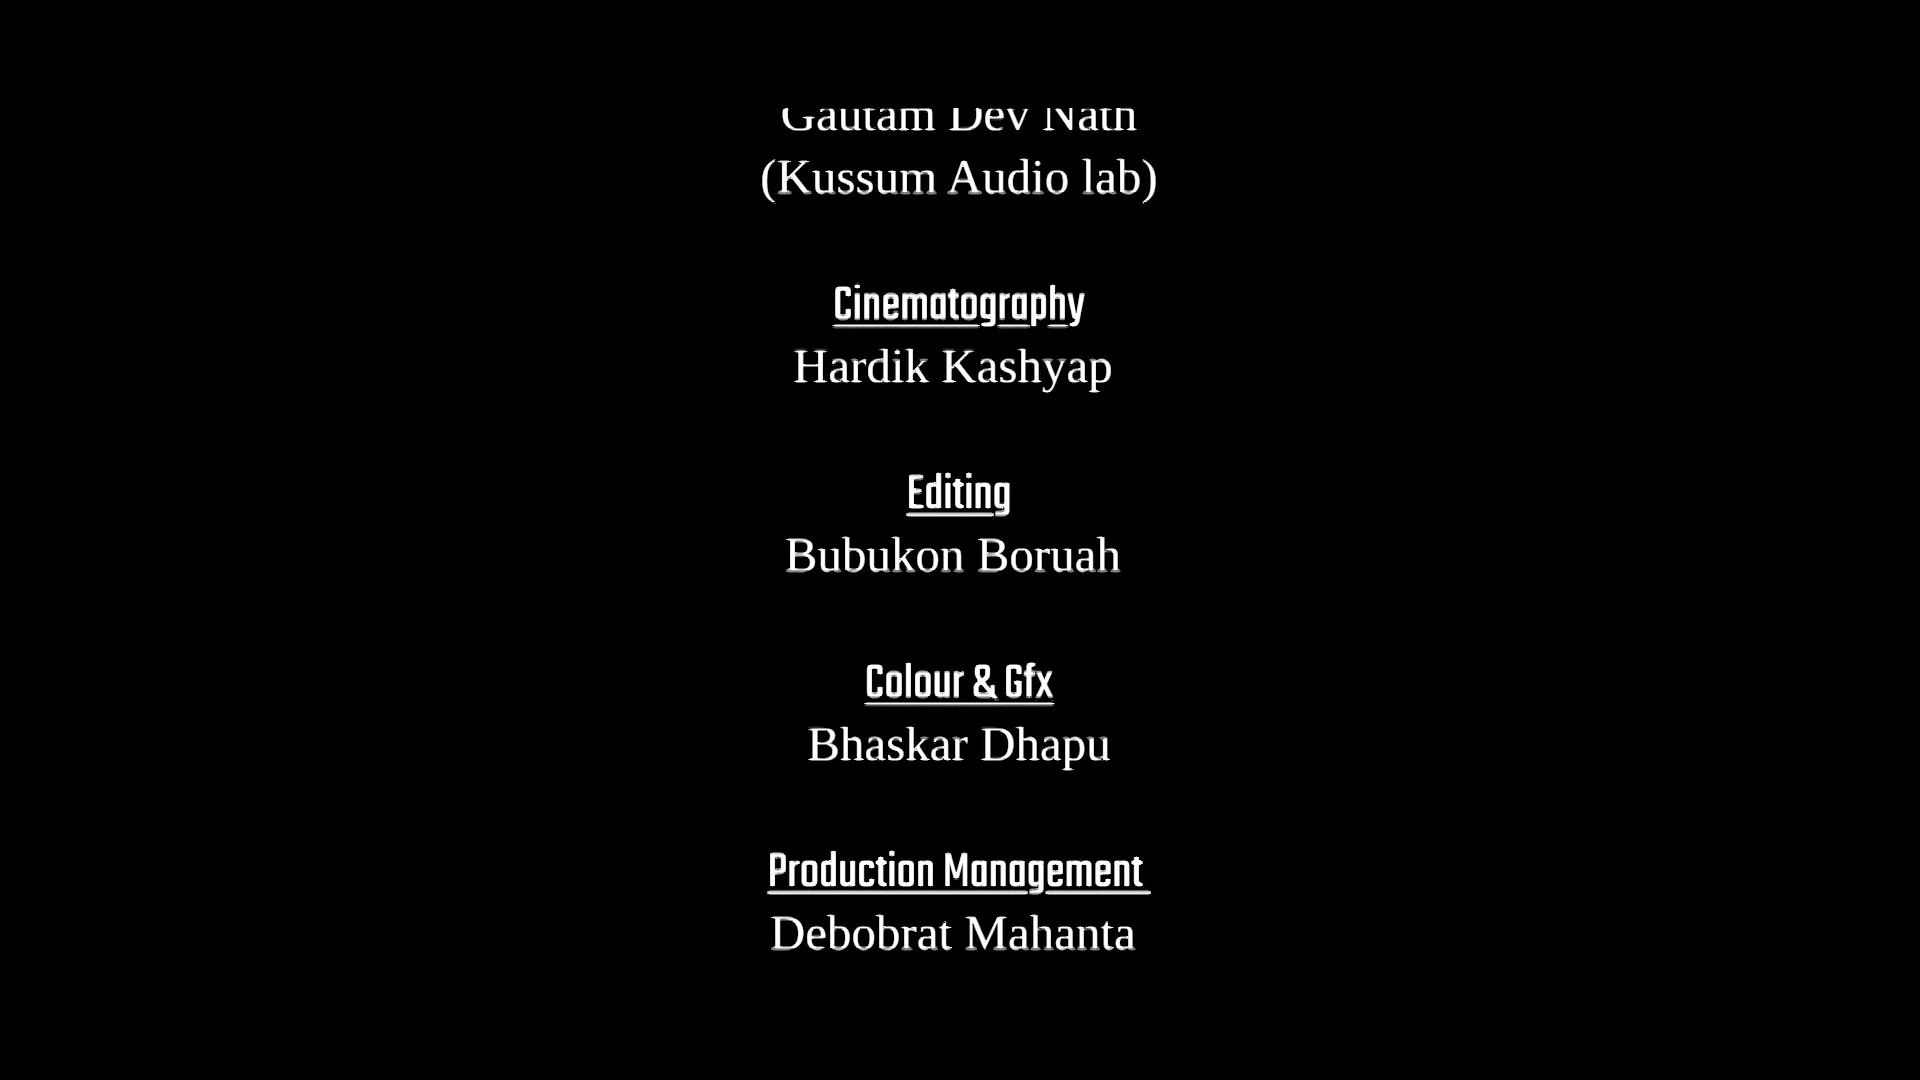 Gautam Dev Nath
(Kussum Audio lab)
Cinematography
Hardik Kashyap
Editing
Bubukon Boruah
Colour & Gfx
Bhaskar Dhapu
Production Management
Debobrat Mahanta